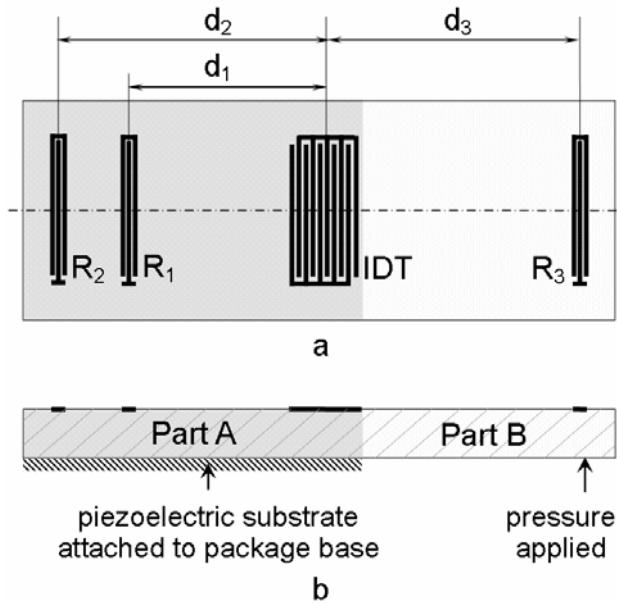 d₂
d₃
d₁
R₂
R₁
IDT
R₃
a
Part A
Part B
piezoelectric substrate
attached to package base
pressure
applied
b